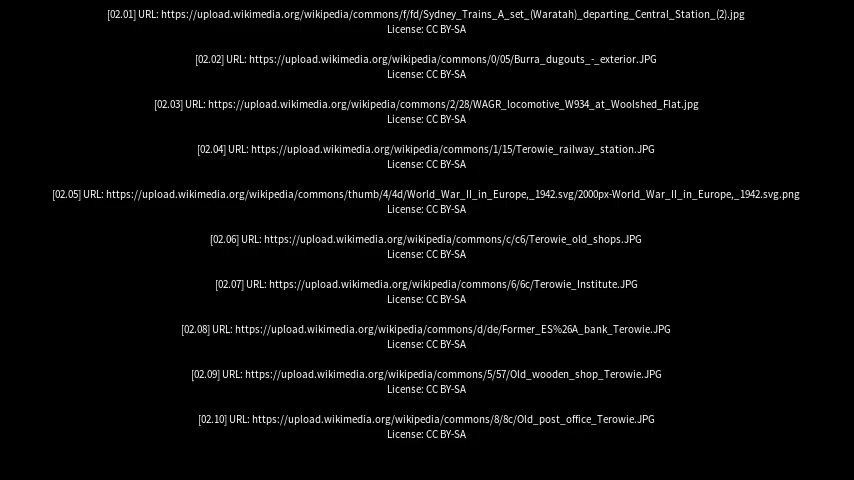 [02.01] URL: https://upload.wikimedia.org/wikipedia/commons/f/fd/Sydney_Trains_A_set_(Waratah)_departing_Central_Station_(2).jpg
License: CC BY-SA
[02.02] URL: https://upload.wikimedia.org/wikipedia/commons/0/05/Burra_dugouts_-_exterior.JPG
License: CC BY-SA
[02.03] URL: https://upload.wikimedia.org/wikipedia/commons/2/28/WAGR_locomotive_W934_at_Woolshed_Flat.jpg
License: CC BY-SA
[02.04] URL: https://upload.wikimedia.org/wikipedia/commons/1/15/Terowie_railway_station.JPG
License: CC BY-SA
[02.05] URL: https://upload.wikimedia.org/wikipedia/commons/thumb/4/4d/World_War_II_in_Europe,_1942.svg/2000px-World_War_II_in_Europe,_1942.svg.png
License: CC BY-SA
[02.06] URL: https://upload.wikimedia.org/wikipedia/commons/c/c6/Terowie_old_shops.JPG
License: CC BY-SA
[02.07] URL: https://upload.wikimedia.org/wikipedia/commons/6/6c/Terowie_Institute.JPG
License: CC BY-SA
[02.08] URL: https://upload.wikimedia.org/wikipedia/commons/d/de/Former_ES%26A_bank_Terowie.JPG
License: CC BY-SA
[02.09] URL: https://upload.wikimedia.org/wikipedia/commons/5/57/Old_wooden_shop_Terowie.JPG
License: CC BY-SA
[02.10] URL: https://upload.wikimedia.org/wikipedia/commons/8/8c/Old_post_office_Terowie.JPG
License: CC BY-SA